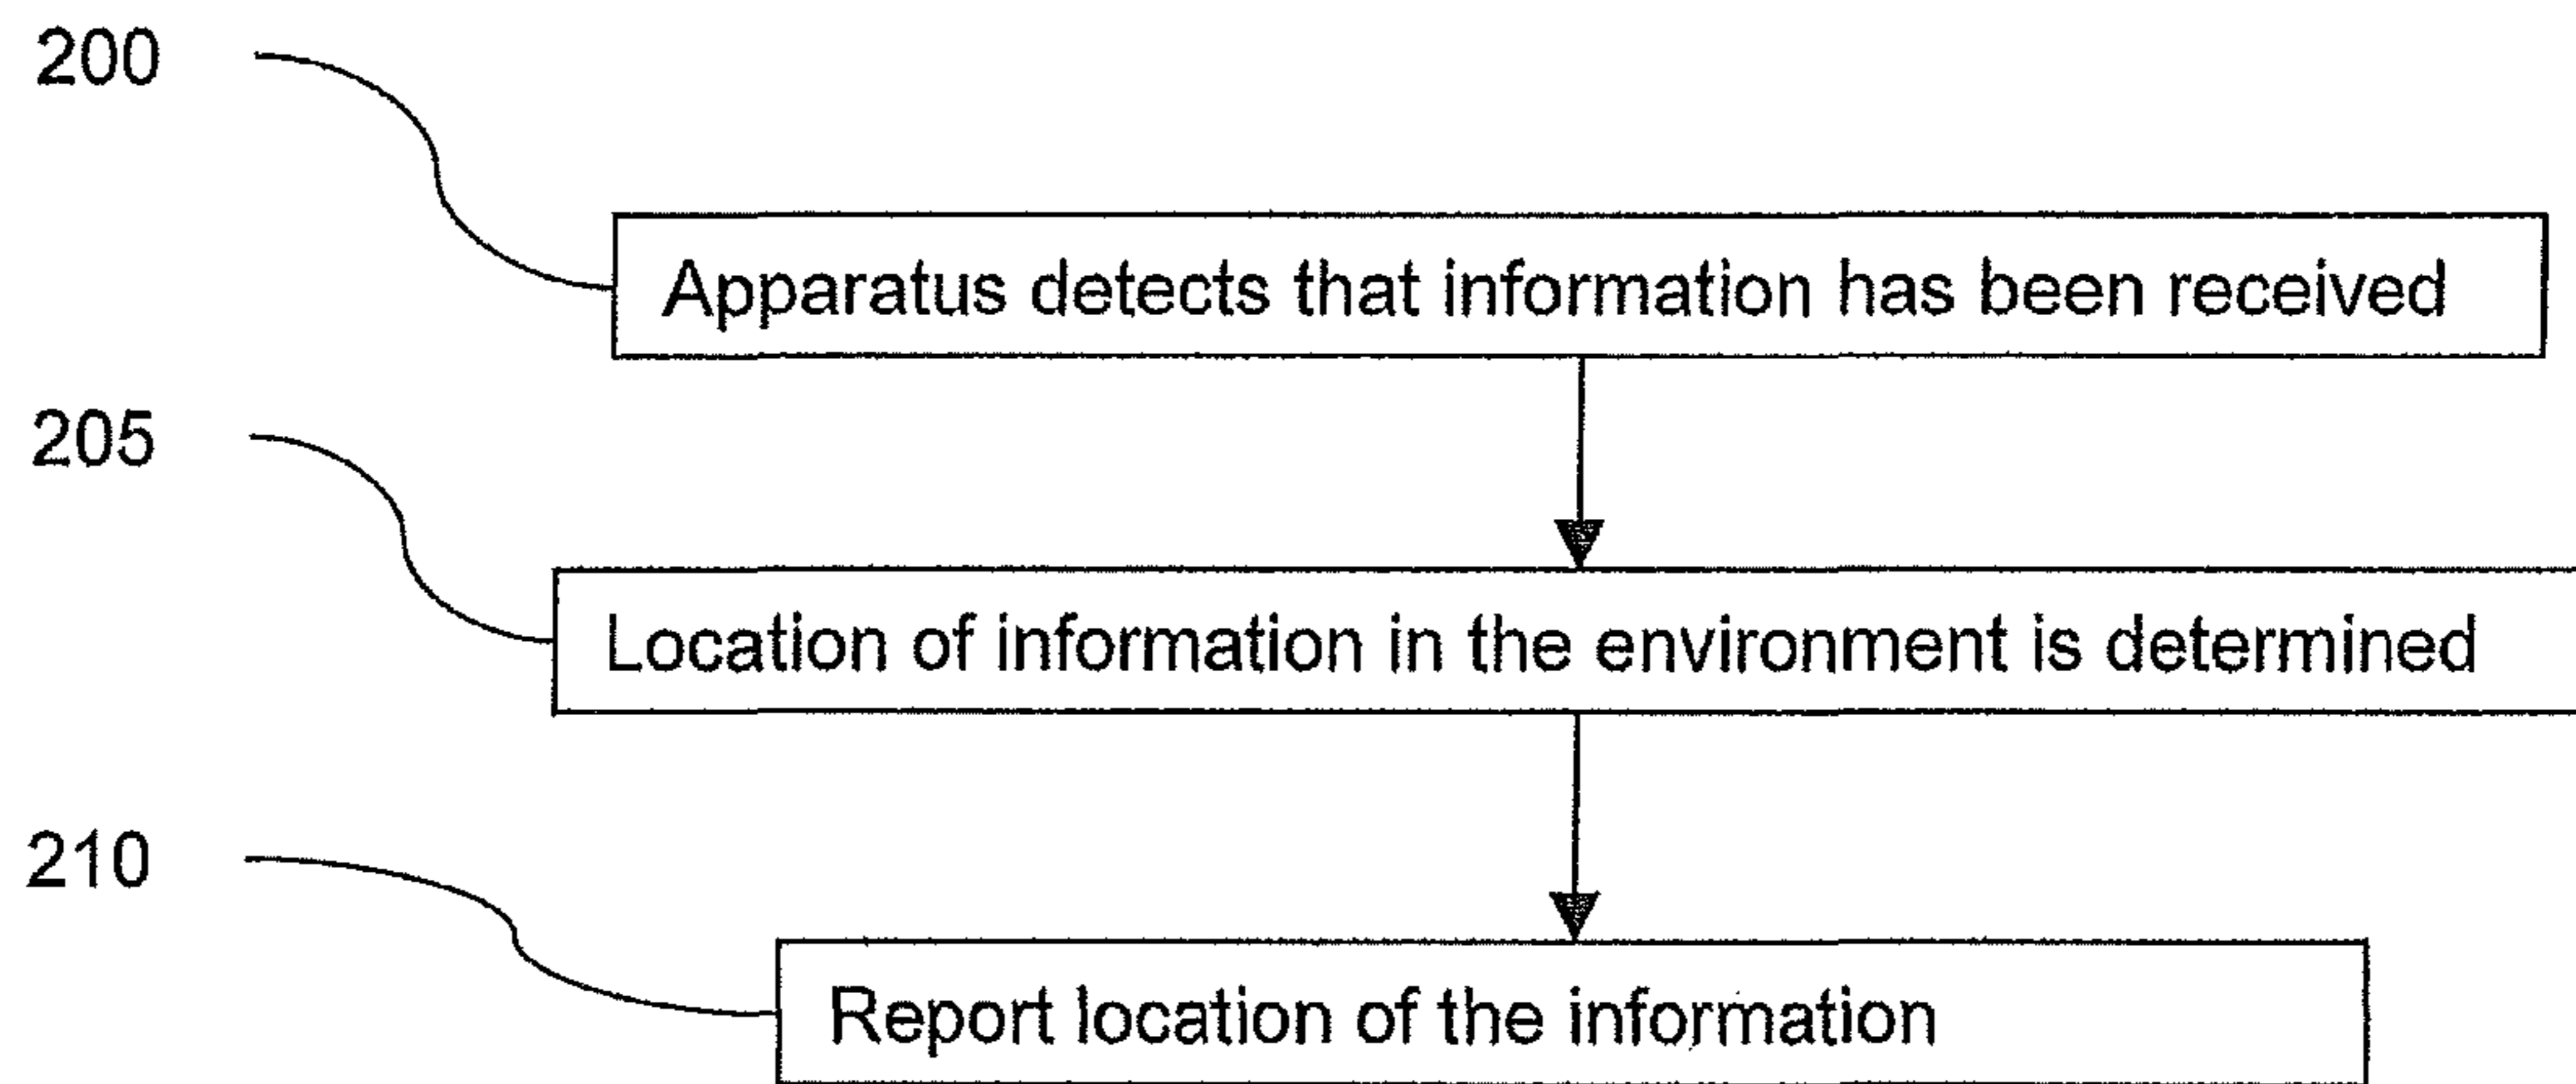 200
Apparatus detects that information has been received
205
Location of information in the environment is determined
210
Report location of the information